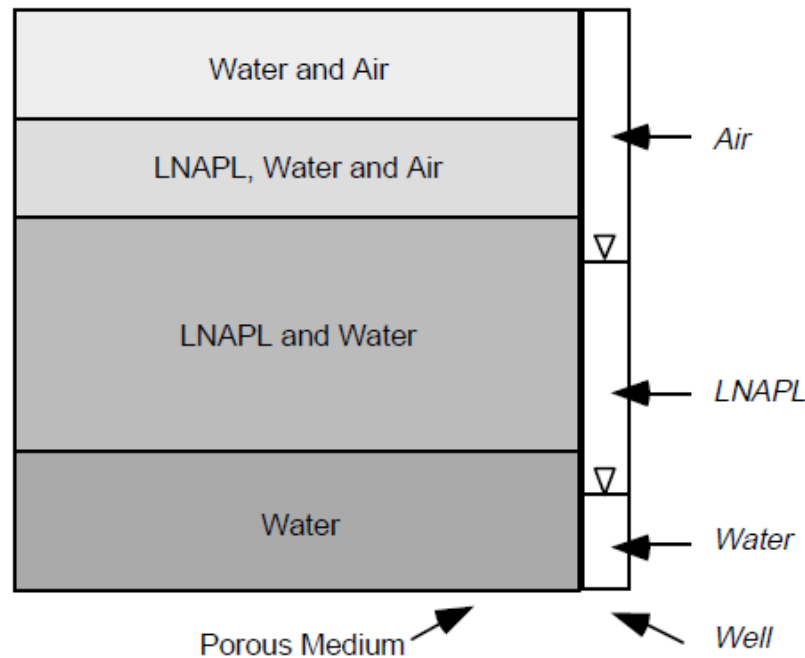 Water and Air
Air
LNAPL, Water and Air
LNAPL and Water
LNAPL
Water
Water
Porous Medium
Well